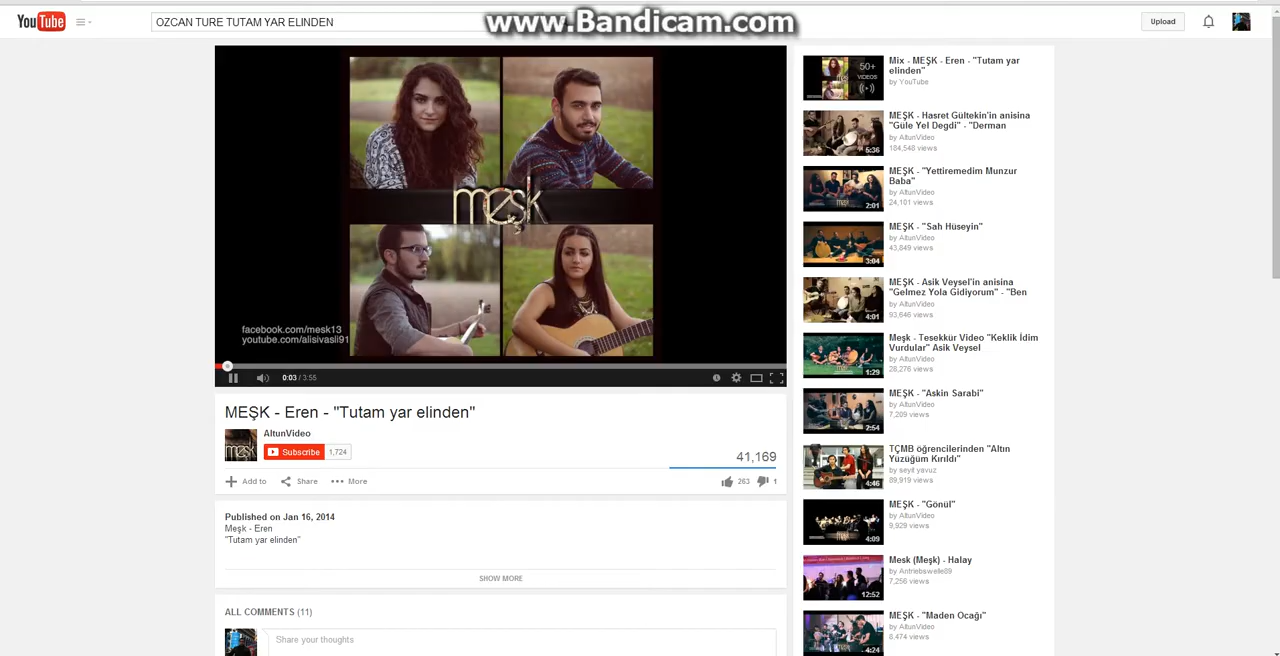 YouTube
OZCAN TURE TUTAM YAR ELINDEN
www.Bandicam.com
Upload
meşk
facebook.com/mesk13
youtube.com/alisivasli91
0:03 / 3:55
MEŞK - Eren - "Tutam yar elinden"
AltunVideo
Subscribe 1,724
41,169
Add to Share More
263 1
Published on Jan 16, 2014
Meşk - Eren
"Tutam yar elinden"
SHOW MORE
ALL COMMENTS (11)
Share your thoughts
50+
VIDEOS
Mix - MEŞK - Eren - "Tutam yar
elinden"
by YouTube
5:36
MEŞK - Hasret Gültekin'in anisina
"Güle Yel Degdi" - "Derman
by AltunVideo
184,548 views
2:01
MEŞK - "Yettiremedim Munzur
Baba"
by AltunVideo
24,101 views
3:04
MEŞK - "Sah Hüseyin"
by AltunVideo
43,849 views
4:01
MEŞK - Asik Veysel'in anisina
"Gelmez Yola Gidiyorum" - "Ben
by AltunVideo
93,646 views
1:29
Meşk - Tesekkür Video "Keklik İdim
Vurdular" Asik Veysel
by AltunVideo
28,276 views
2:54
MEŞK - "Askin Sarabi"
by AltunVideo
7,209 views
4:46
TÇMB öğrencilerinden "Altın
Yüzüğüm Kırıldı"
by seyit yavuz
89,919 views
4:09
MEŞK - "Gönül"
by AltunVideo
9,929 views
12:52
Mesk (Meşk) - Halay
by Antriebswelle89
7,256 views
4:24
MEŞK - "Maden Ocağı"
by AltunVideo
8,474 views